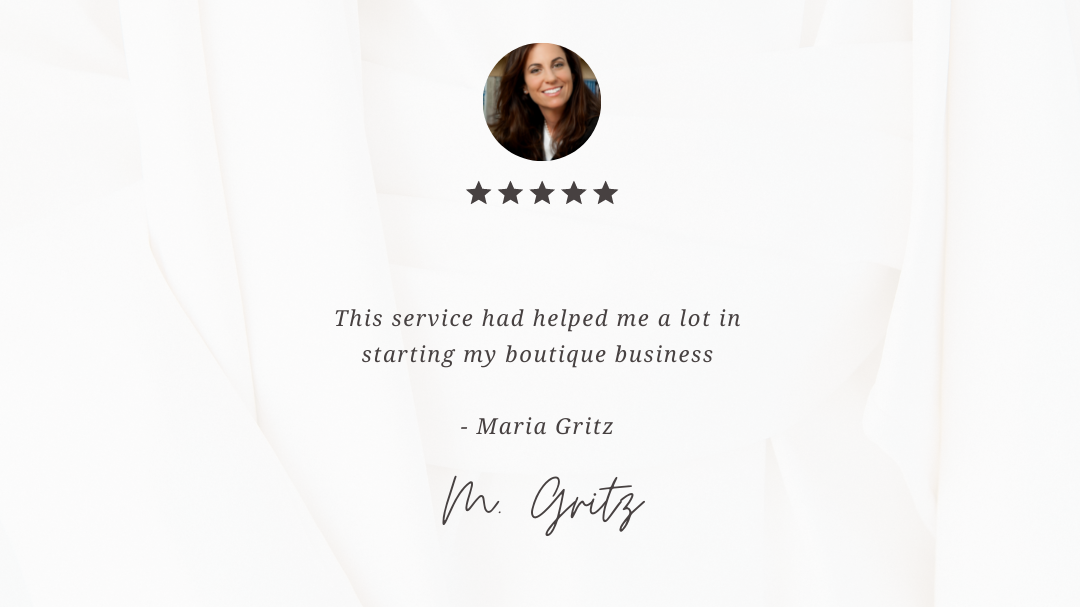 This service had helped me a lot in
starting my boutique business
- Maria Gritz
M. Gritz